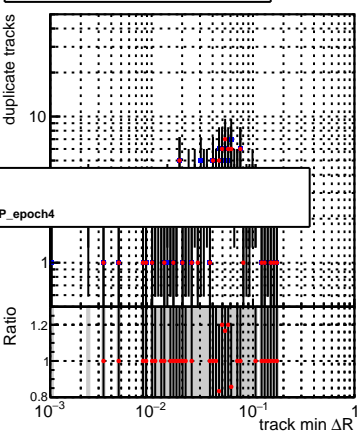 duplicate tracks
10
P_epoch4
1
Ratio
1.2
1
0.8
10⁻³ 10⁻² 10⁻¹ 1
track min ΔR